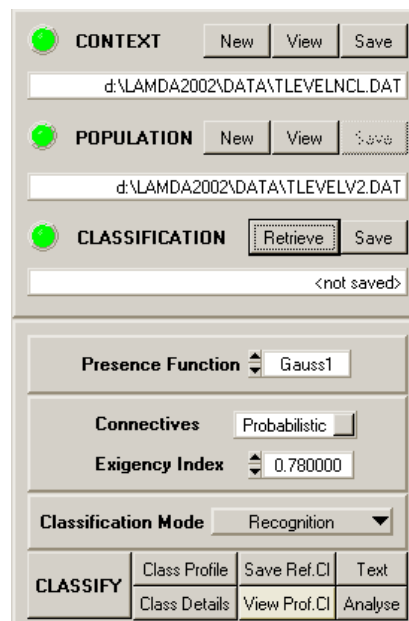 CONTEXT New View Save
d:\LAMDA2002\DATA\TLEVELNCL.DAT
POPULATION New View Save
d:\LAMDA2002\DATA\TLEVELV2.DAT
CLASSIFICATION Retrieve Save
<not saved>
Presence Function Gauss1
Connectives Probabilistic
Exigency Index 0.780000
Classification Mode Recognition
CLASSIFY Class Profile Save Ref.Cl Text
Class Details View Prof.Cl Analyse